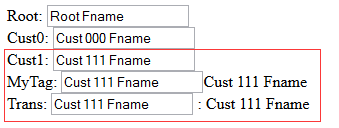 Root: Root Fname
Cust0: Cust 000 Fname
Cust1: Cust 111 Fname
MyTag: Cust 111 Fname Cust 111 Fname
Trans: Cust 111 Fname : Cust 111 Fname